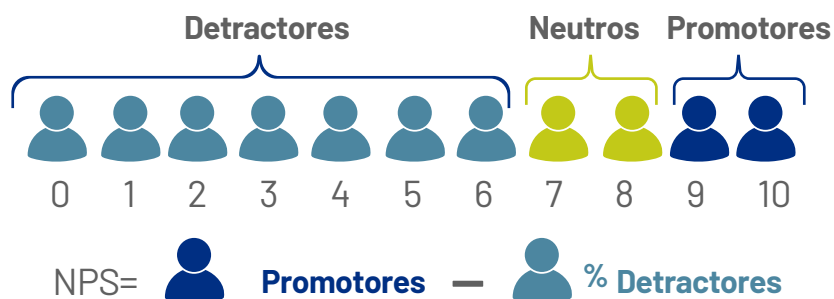 Detractores Neutros Promotores
0 1 2 3 4 5 6 7 8 9 10
NPS= Promotores — % Detractores